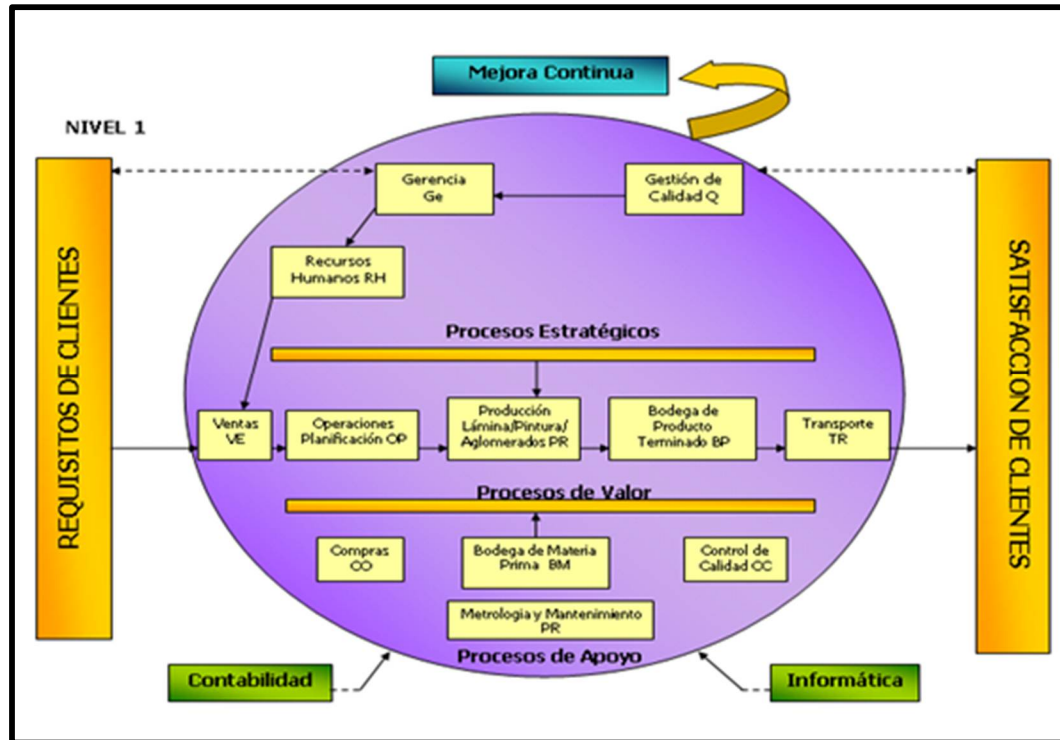 Mejora Continua
NIVEL 1
REQUISITOS DE CLIENTES
Gerencia
Ge
Gestión de
Calidad Q
Recursos
Humanos RH
Procesos Estratégicos
Ventas
VE
Operaciones
Planificación OP
Producción
Lámina/Pintura/
Aglomerados PR
Bodega de
Producto
Terminado BP
Transporte
TR
Procesos de Valor
Compras
CO
Bodega de Materia
Prima BM
Control de
Calidad CC
Metrologia y Mantenimiento
PR
Procesos de Apoyo
Contabilidad
Informática
SATISFACCION DE CLIENTES